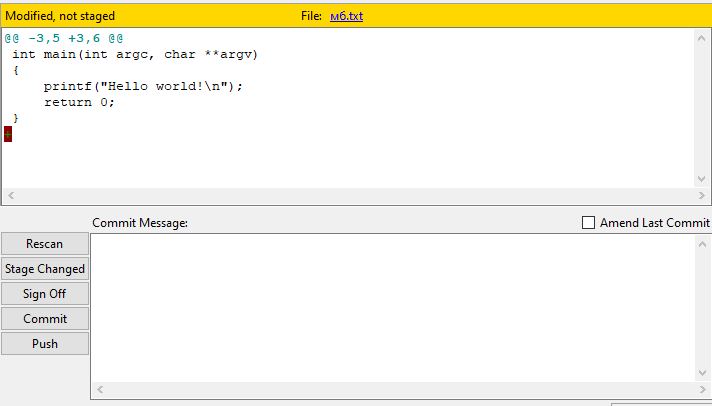 Modified, not staged File: мб.txt
@@ -3,5 +3,6 @@
int main(int argc, char **argv)
{
    printf("Hello world!\n");
    return 0;
}
+
Commit Message: Amend Last Commit
Rescan
Stage Changed
Sign Off
Commit
Push